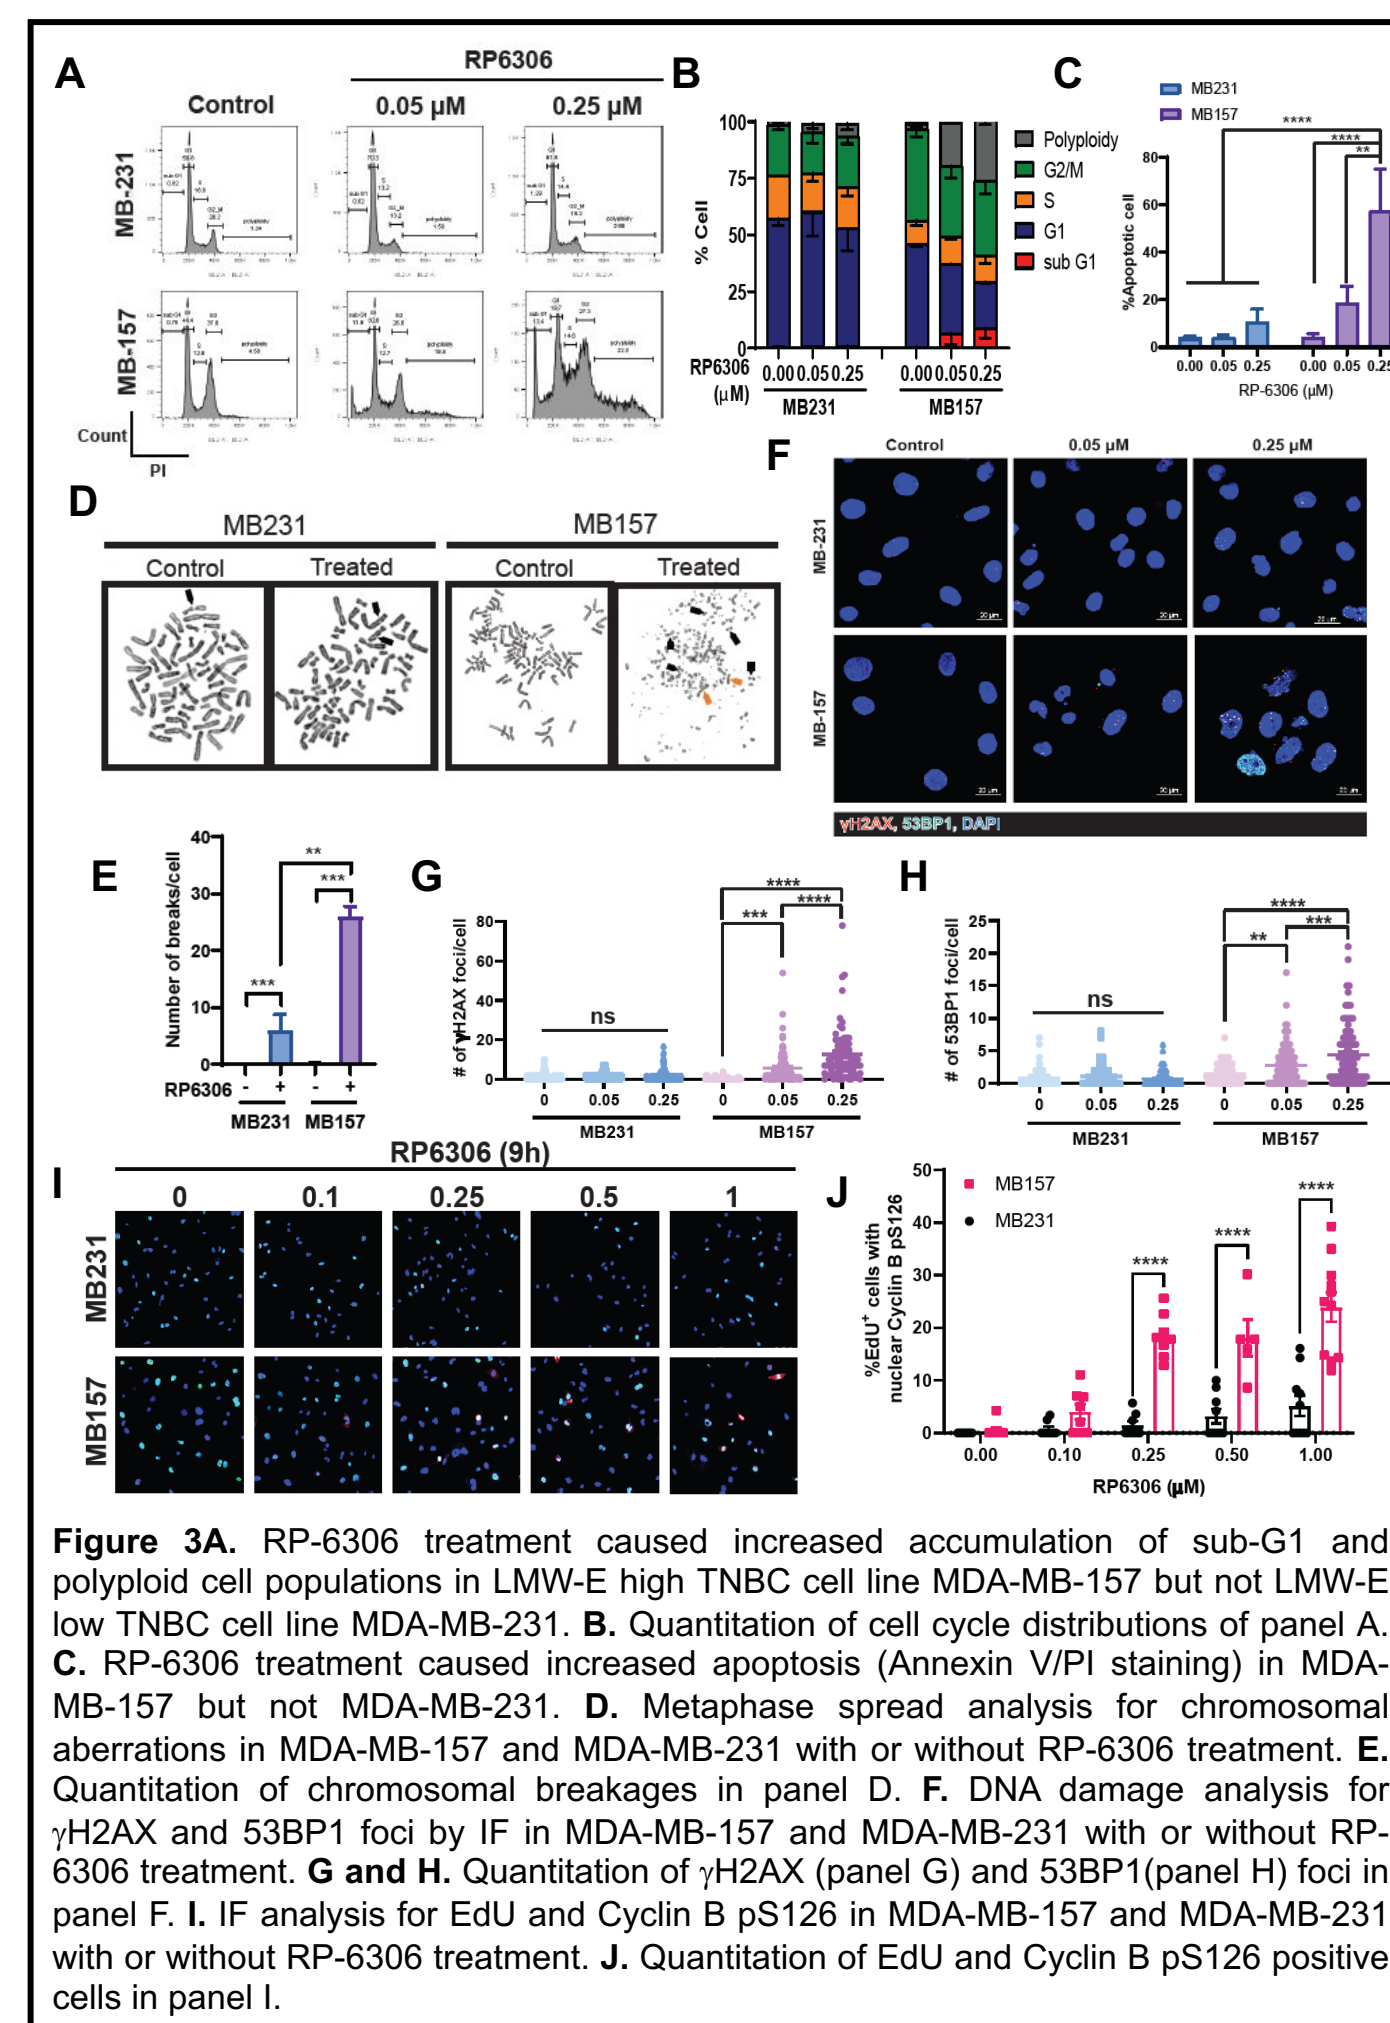 A
RP6306
Control
0.05 µM
0.25 µM
MB-231
MB-157
Count
PI
B
% Cell
100
75
50
25
0
Polyploidy
G2/M
S
G1
sub G1
RP6306
(µM)
0.00 0.05 0.25
0.00 0.05 0.25
MB231
MB157
C
MB231
MB157
****
****
**
%Apoptotic cell
80
60
40
20
0
0.00 0.05 0.25
0.00 0.05 0.25
RP-6306 (µM)
D
MB231
MB157
Control
Treated
Control
Treated
F
Control
0.05 µM
0.25 µM
MB-231
MB-157
20 µm
20 µm
20 µm
20 µm
20 µm
20 µm
γH2AX, 53BP1, DAPI
E
Number of breaks/cell
40
30
20
10
0
***
**
***
RP6306
- + - +
MB231 MB157
G
# of γH2AX foci/cell
80
60
40
20
0
ns
***
****
****
0 0.05 0.25 0 0.05 0.25
MB231
MB157
H
# of 53BP1 foci/cell
25
20
15
10
5
0
ns
**
****
***
0 0.05 0.25 0 0.05 0.25
MB231
MB157
I
RP6306 (9h)
0 0.1 0.25 0.5 1
MB231
MB157
J
%EdU+ cells with
nuclear Cyclin B pS126
50
40
30
20
10
0
MB157
MB231
****
****
****
0.00 0.10 0.25 0.50 1.00
RP6306 (µM)
Figure 3A. RP-6306 treatment caused increased accumulation of sub-G1 and
polyploid cell populations in LMW-E high TNBC cell line MDA-MB-157 but not LMW-E
low TNBC cell line MDA-MB-231. B. Quantitation of cell cycle distributions of panel A.
C. RP-6306 treatment caused increased apoptosis (Annexin V/PI staining) in MDA-
MB-157 but not MDA-MB-231. D. Metaphase spread analysis for chromosomal
aberrations in MDA-MB-157 and MDA-MB-231 with or without RP-6306 treatment. E.
Quantitation of chromosomal breakages in panel D. F. DNA damage analysis for
γH2AX and 53BP1 foci by IF in MDA-MB-157 and MDA-MB-231 with or without RP-
6306 treatment. G and H. Quantitation of γH2AX (panel G) and 53BP1(panel H) foci in
panel F. I. IF analysis for EdU and Cyclin B pS126 in MDA-MB-157 and MDA-MB-231
with or without RP-6306 treatment. J. Quantitation of EdU and Cyclin B pS126 positive
cells in panel I.